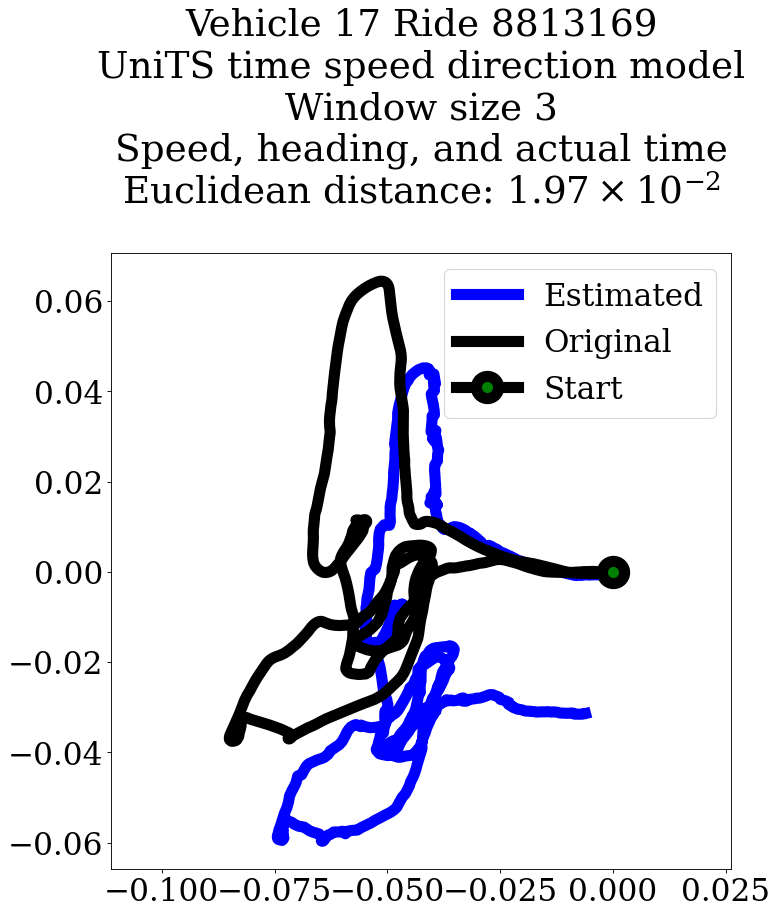 Vehicle 17 Ride 8813169
UniTS time speed direction model
Window size 3
Speed, heading, and actual time
Euclidean distance: 1.97 × 10⁻²
Estimated
Original
Start
0.06
0.04
0.02
0.00
−0.02
−0.04
−0.06
−0.100 −0.075 −0.050 −0.025 0.000 0.025